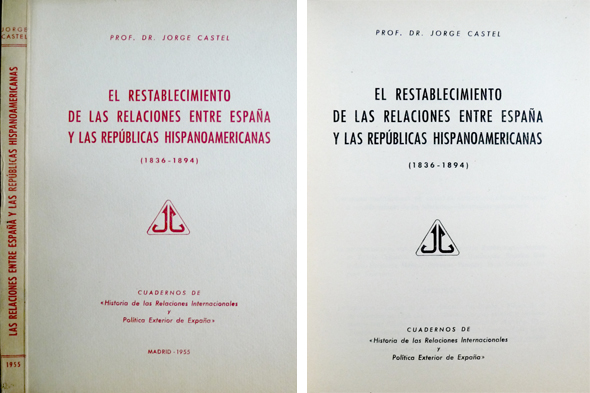 JORGE
CASTEL
LAS RELACIONES ENTRE ESPAÑA Y LAS REPÚBLICAS HISPANOAMERICANAS
1955
PROF. DR. JORGE CASTEL
EL RESTABLECIMIENTO
DE LAS RELACIONES ENTRE ESPAÑA
Y LAS REPÚBLICAS HISPANOAMERICANAS
(1836-1894)
CUADERNOS DE
«Historia de las Relaciones Internacionales
y
Política Exterior de España»
MADRID - 1955
PROF. DR. JORGE CASTEL
EL RESTABLECIMIENTO
DE LAS RELACIONES ENTRE ESPAÑA
Y LAS REPÚBLICAS HISPANOAMERICANAS
(1836-1894)
CUADERNOS DE
«Historia de las Relaciones Internacionales
y
Política Exterior de España»